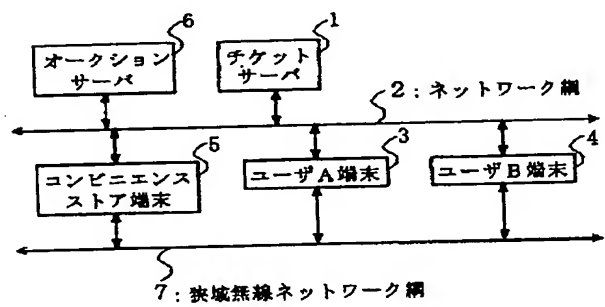 6
オークション
サーバ
1
チケット
サーバ
2:ネットワーク網
5
コンビニエンス
ストア端末
3
ユーザA端末
4
ユーザB端末
7:狭域無線ネットワーク網